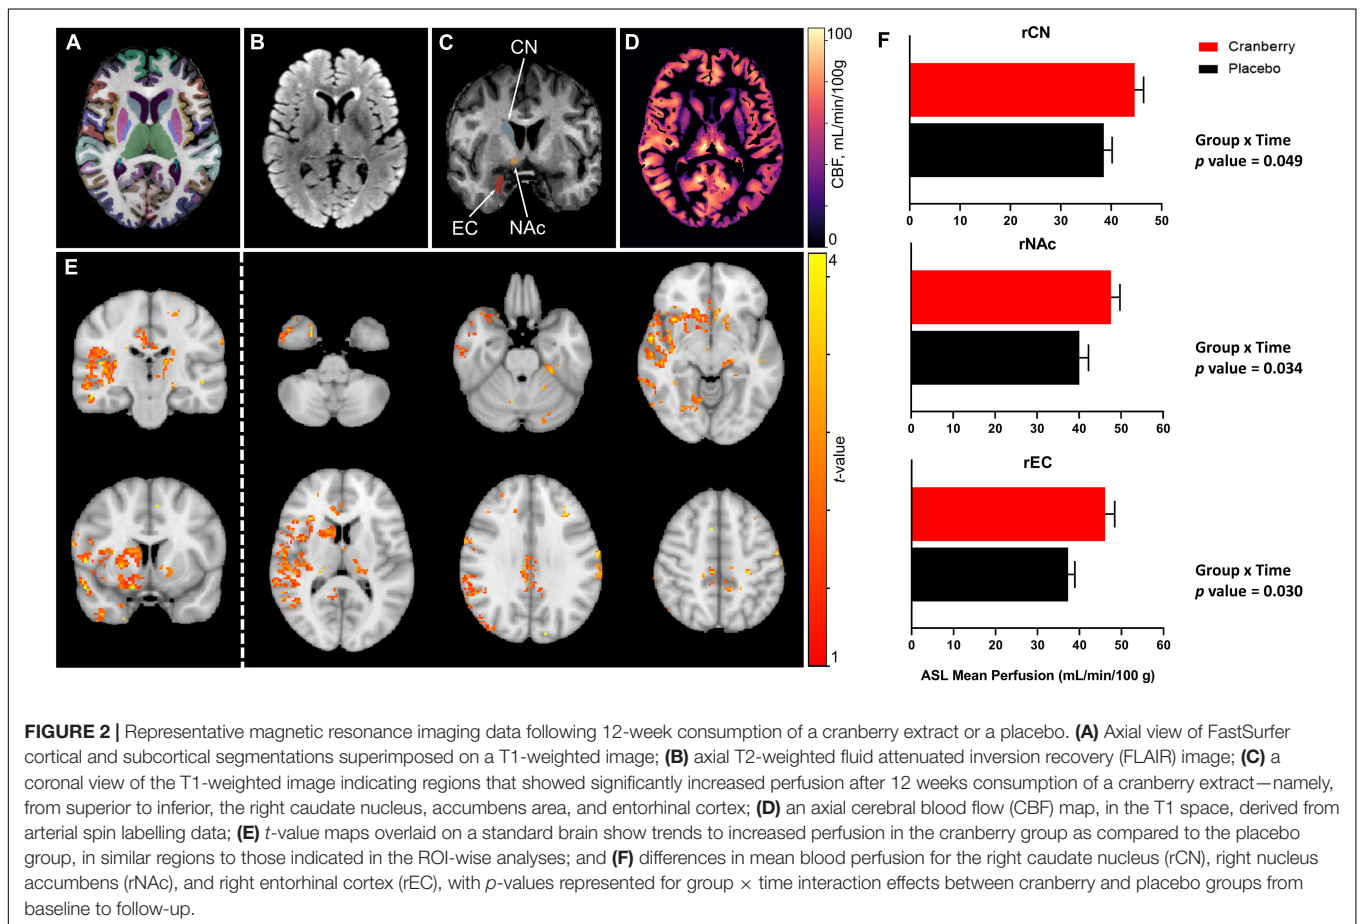 A
B
C
CN
EC
NAc
D
100
CBF, mL/min/100g
0
E
4
t-value
1
F
rCN
Cranberry
Placebo
Group x Time
p value = 0.049
0 10 20 30 40 50
rNAc
Group x Time
p value = 0.034
0 10 20 30 40 50 60
rEC
Group x Time
p value = 0.030
0 10 20 30 40 50 60
ASL Mean Perfusion (mL/min/100 g)
FIGURE 2 | Representative magnetic resonance imaging data following 12-week consumption of a cranberry extract or a placebo. (A) Axial view of FastSurfer
cortical and subcortical segmentations superimposed on a T1-weighted image; (B) axial T2-weighted fluid attenuated inversion recovery (FLAIR) image; (C) a
coronal view of the T1-weighted image indicating regions that showed significantly increased perfusion after 12 weeks consumption of a cranberry extract—namely,
from superior to inferior, the right caudate nucleus, accumbens area, and entorhinal cortex; (D) an axial cerebral blood flow (CBF) map, in the T1 space, derived from
arterial spin labelling data; (E) t-value maps overlaid on a standard brain show trends to increased perfusion in the cranberry group as compared to the placebo
group, in similar regions to those indicated in the ROI-wise analyses; and (F) differences in mean blood perfusion for the right caudate nucleus (rCN), right nucleus
accumbens (rNAc), and right entorhinal cortex (rEC), with p-values represented for group × time interaction effects between cranberry and placebo groups from
baseline to follow-up.